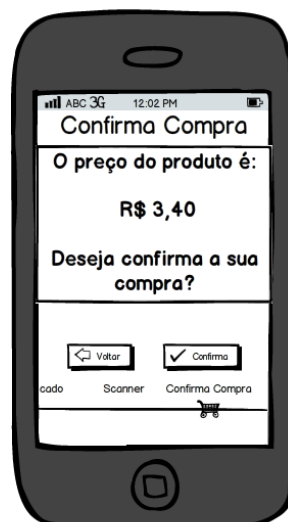 ABC 3G 12:02 PM
Confirma Compra
O preço do produto é:
R$ 3,40
Deseja confirma a sua
compra?
Voltar Confirma
cado Scanner Confirma Compra